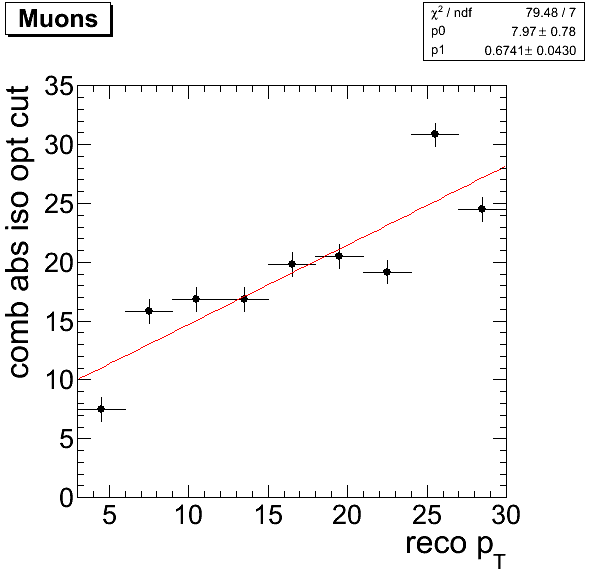 Muons
χ² / ndf 79.48 / 7
p0 7.97 ± 0.78
p1 0.6741± 0.0430
comb abs iso opt cut
35
30
25
20
15
10
5
0
5 10 15 20 25 30
reco p_T